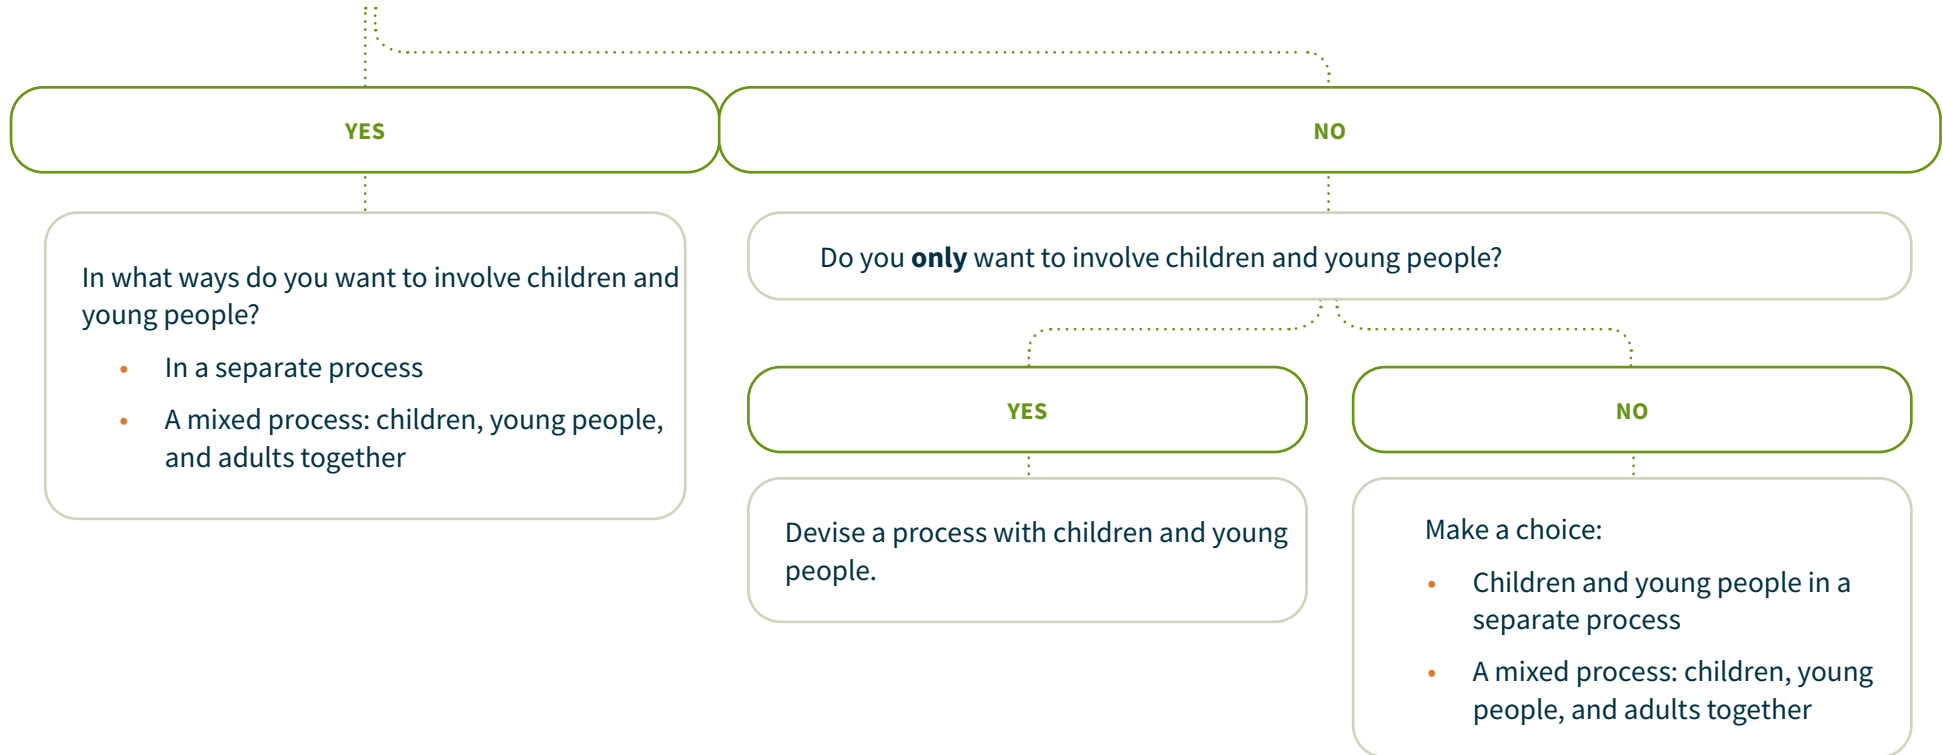 YES
NO
In what ways do you want to involve children and
young people?
• In a separate process
• A mixed process: children, young people,
and adults together
Do you only want to involve children and young people?
YES
NO
Devise a process with children and young
people.
Make a choice:
• Children and young people in a
separate process
• A mixed process: children, young
people, and adults together